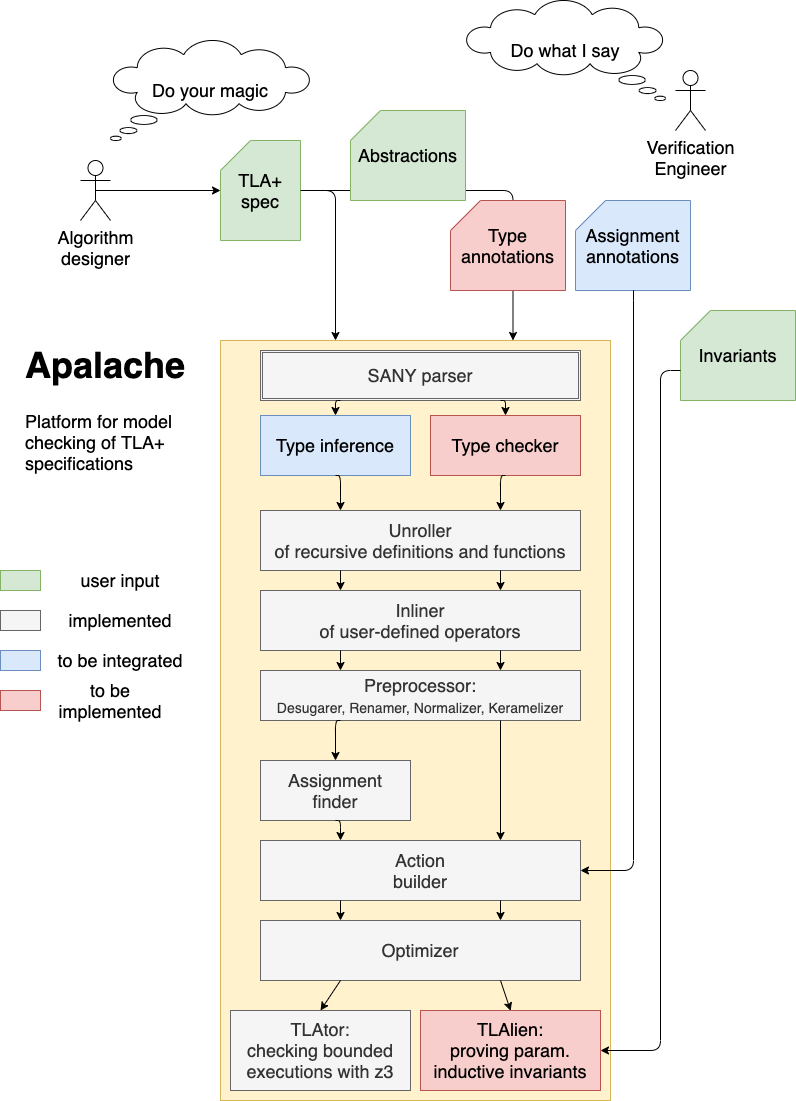 Do what I say
Do your magic
Verification
Engineer
Abstractions
TLA+
spec
Algorithm
designer
Type
annotations
Assignment
annotations
Apalache
Invariants
SANY parser
Platform for model
checking of TLA+
specifications
Type inference
Type checker
Unroller
of recursive definitions and functions
user input
implemented
Inliner
of user-defined operators
to be integrated
to be
implemented
Preprocessor:
Desugarer, Renamer, Normalizer, Keramelizer
Assignment
finder
Action
builder
Optimizer
TLAtor:
checking bounded
executions with z3
TLAlien:
proving param.
inductive invariants